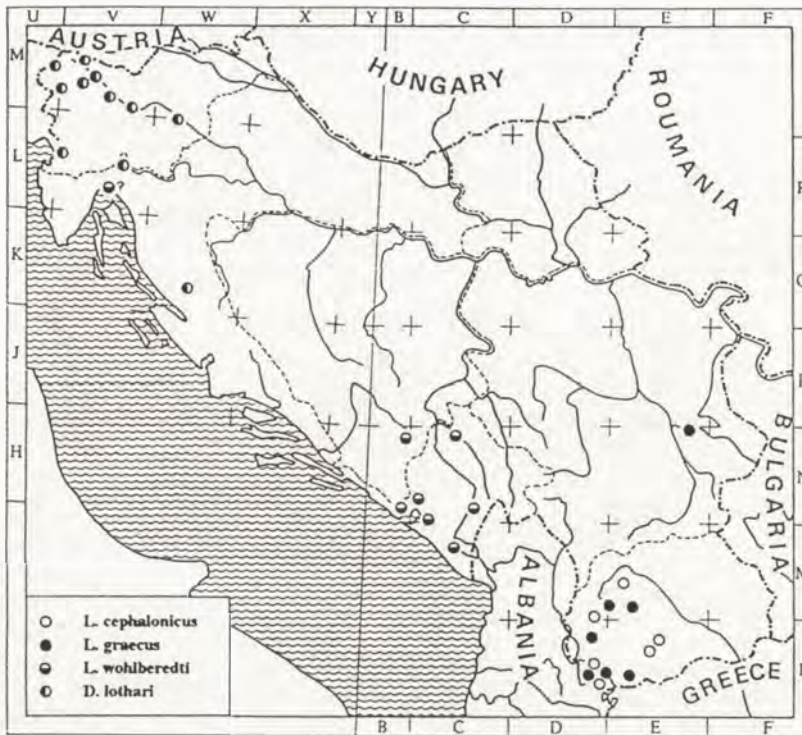 U V W X Y B C D E F
M
AUSTRIA
HUNGARY
ROUMANIA
L
?
?
K
J
H
BULGARIA
N
ALBANIA
GREECE
L. cephalonicus
L. graecus
L. wohlberedti
D. lothari
B C D E F